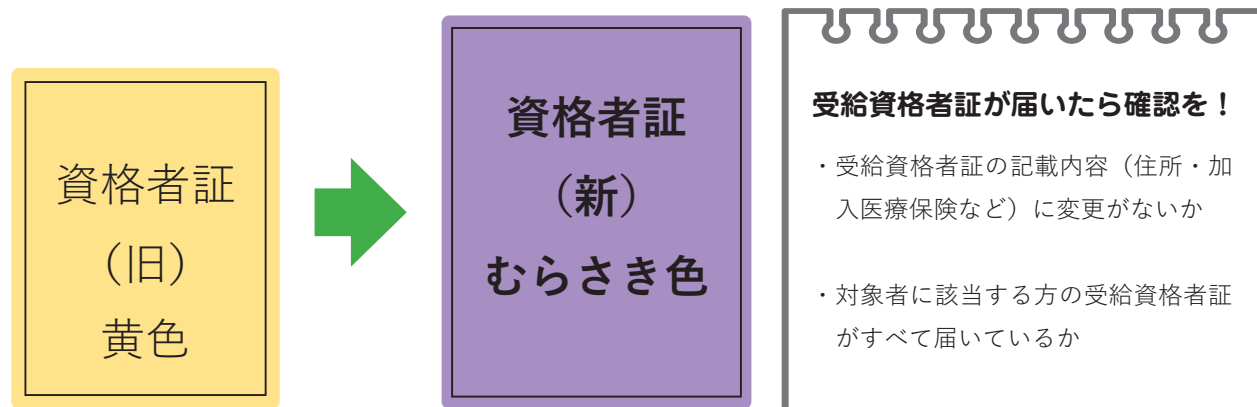 資格者証
（旧）
黄色
資格者証
（新）
むらさき色
受給資格者証が届いたら確認を！
・受給資格者証の記載内容（住所・加
入医療保険など）に変更がないか
・対象者に該当する方の受給資格者証
がすべて届いているか